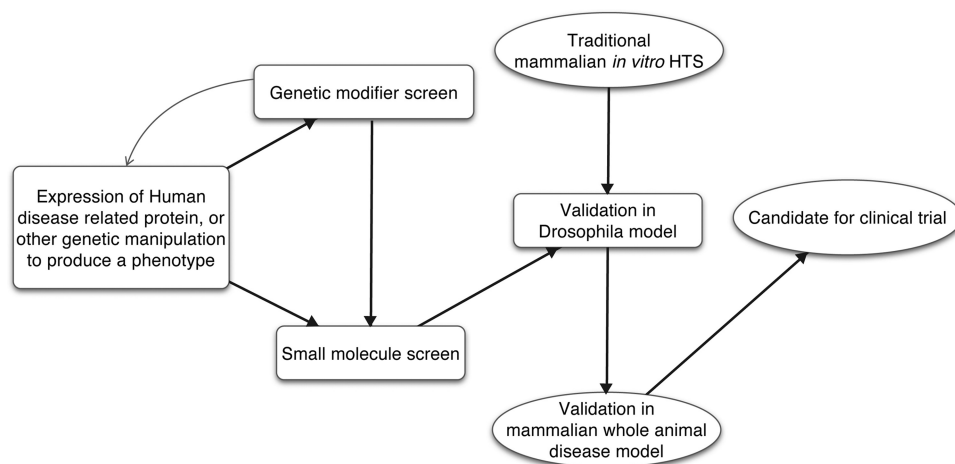 Traditional
mammalian in vitro HTS
Genetic modifier screen
Expression of Human
disease related protein, or
other genetic manipulation
to produce a phenotype
Validation in
Drosophila model
Candidate for clinical trial
Small molecule screen
Validation in
mammalian whole animal
disease model